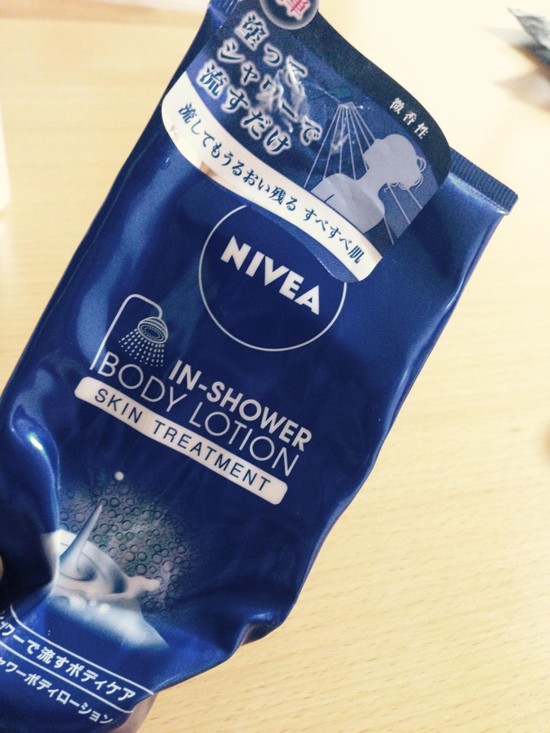 塗って
シャワーで
流すだけ
微香性
流してもうるおい残る すべすべ肌
NIVEA
IN-SHOWER
BODY LOTION
SKIN TREATMENT
ワーで流すボディケア
ャワーボディローション